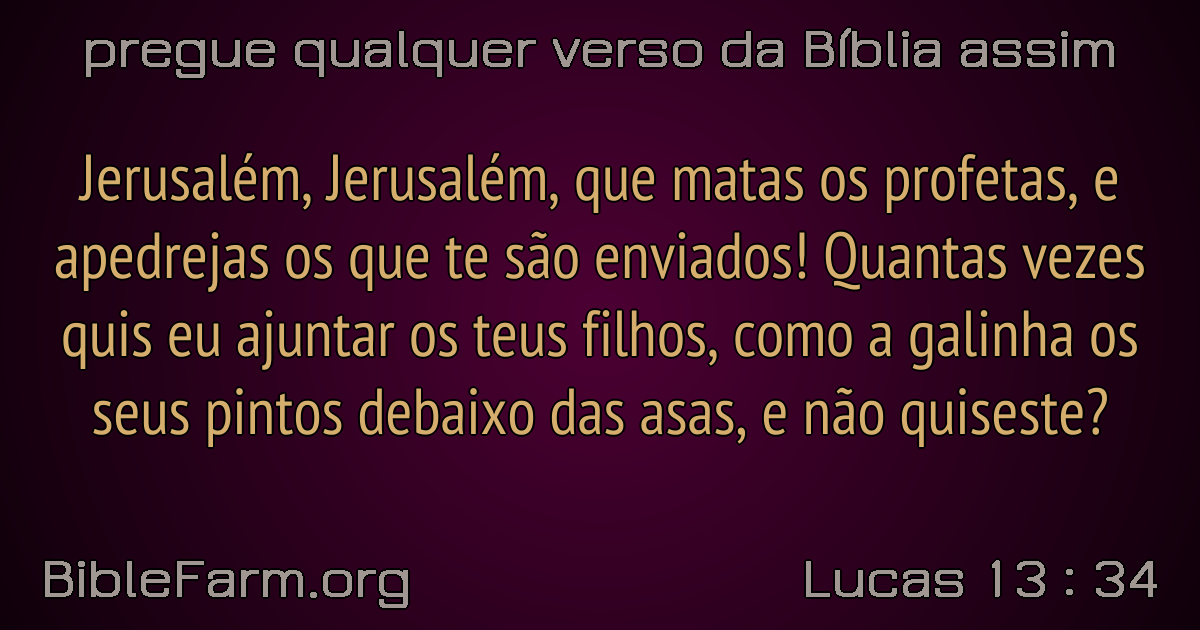 pregue qualquer verso da Bíblia assim
Jerusalém, Jerusalém, que matas os profetas, e
apedrejas os que te são enviados! Quantas vezes
quis eu ajuntar os teus filhos, como a galinha os
seus pintos debaixo das asas, e não quiseste?
BibleFarm.org
Lucas 13 : 34